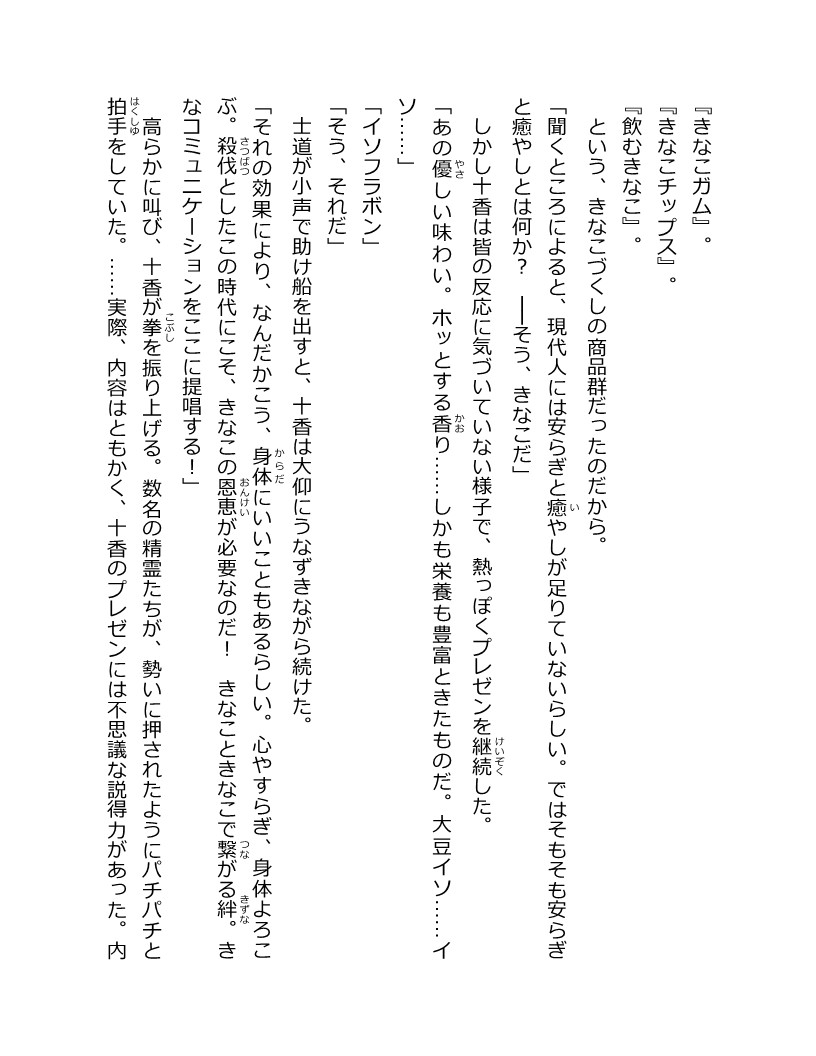 『きなこガム』。
『きなこチップス』。
『飲むきなこ』。
　という、きなこづくしの商品群だったのだから。
「聞くところによると、現代人には安らぎと癒やしが足りていないらしい。ではそもそも安らぎ
と癒やしとは何か？　――そう、きなこだ」
　しかし十香は皆の反応に気づいていない様子で、熱っぽくプレゼンを継続した。
「あの優しい味わい。ホッとする香り……しかも栄養も豊富ときたものだ。大豆イソ……イ
ソ……」
「イソフラボン」
「そう、それだ」
　士道が小声で助け船を出すと、十香は大仰にうなずきながら続けた。
「それの効果により、なんだかこう、身体にいいこともあるらしい。心やすらぎ、身体よろこ
ぶ。殺伐としたこの時代にこそ、きなこの恩恵が必要なのだ！　きなこときなこで繋がる絆。き
なコミュニケーションをここに提唱する！」
　高らかに叫び、十香が拳を振り上げる。数名の精霊たちが、勢いに押されたようにパチパチと
拍手をしていた。……実際、内容はともかく、十香のプレゼンには不思議な説得力があった。内